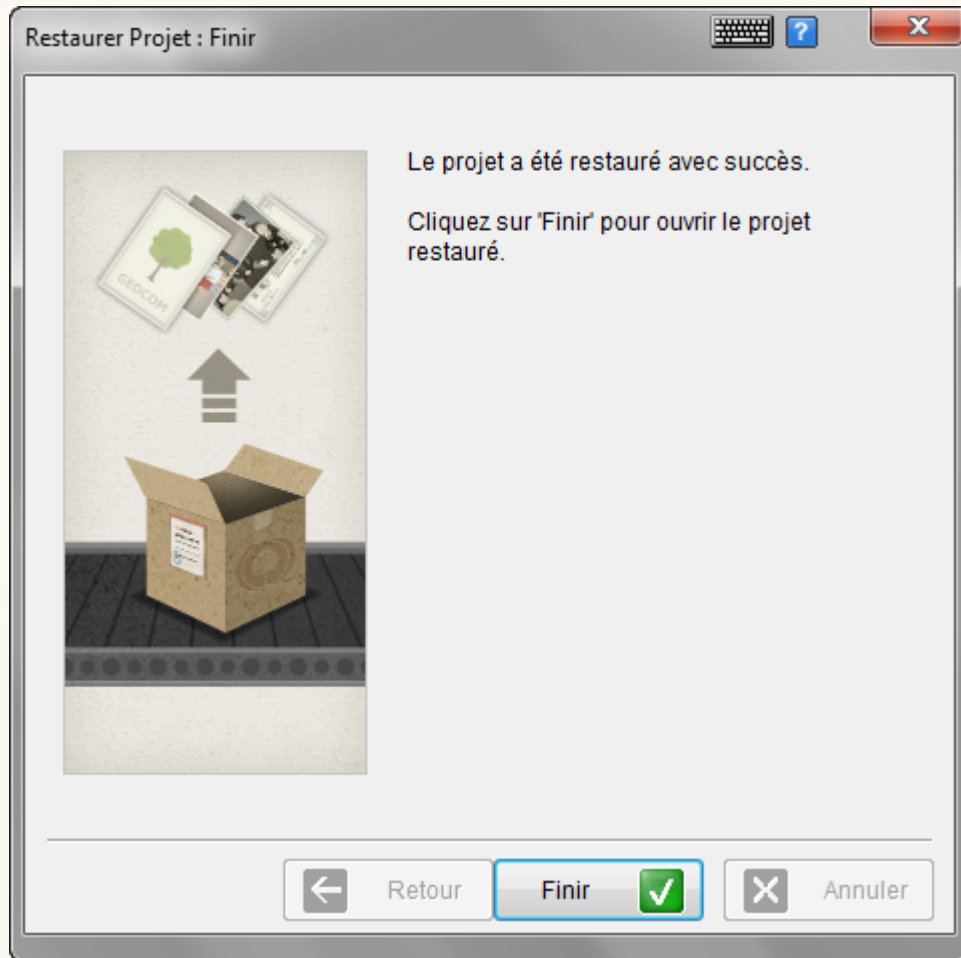 Restaurer Projet : Finir
?
GEDCOM
Le projet a été restauré avec succès.
Cliquez sur 'Finir' pour ouvrir le projet
restauré.
Retour
Finir
Annuler